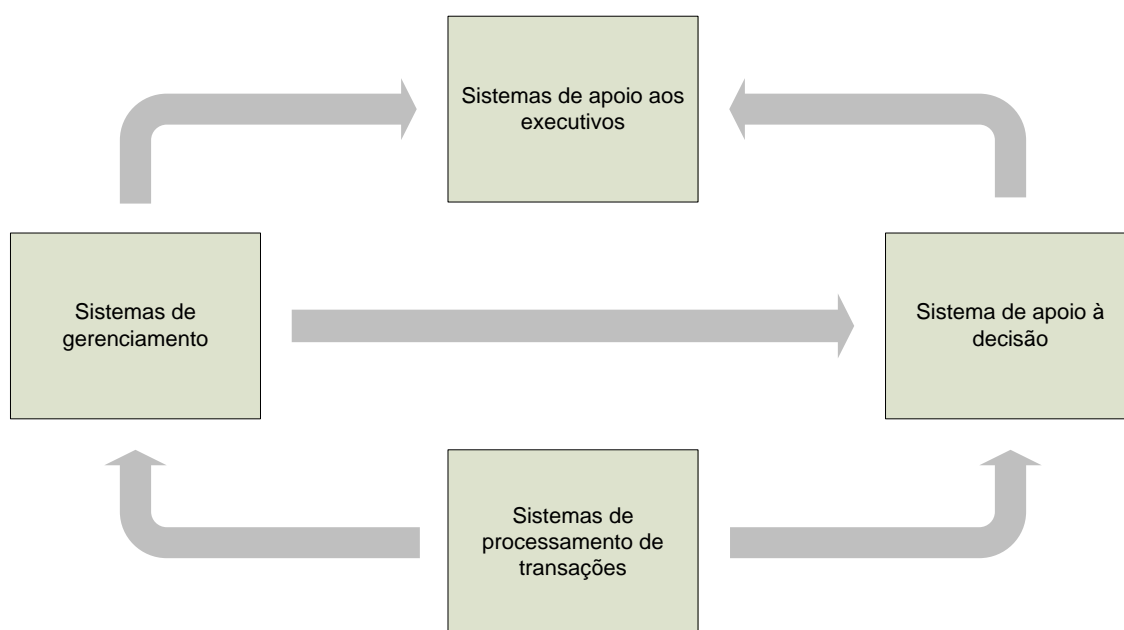 Sistemas de apoio aos
executivos
Sistemas de
gerenciamento
Sistema de apoio à
decisão
Sistemas de
processamento de
transações